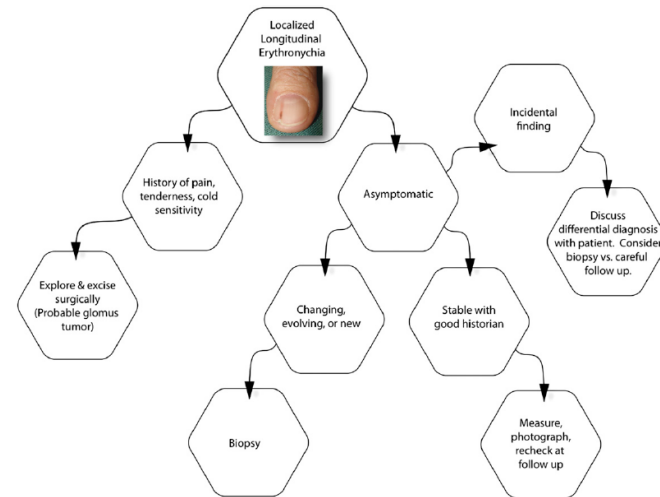 Localized
Longitudinal
Erythronychia
Incidental
finding
History of pain,
tenderness, cold
sensitivity
Asymptomatic
Discuss
differential diagnosis
with patient. Consider
biopsy vs. careful
follow up.
Explore & excise
surgically
(Probable glomus
tumor)
Changing,
evolving, or new
Stable with
good historian
Biopsy
Measure,
photograph,
recheck at
follow up